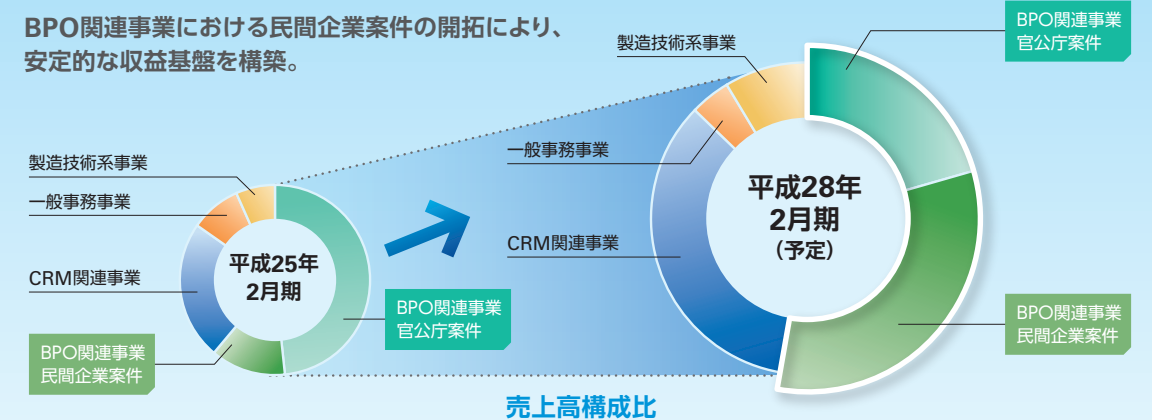 BPO関連事業における民間企業案件の開拓により、
安定的な収益基盤を構築。
製造技術系事業
一般事務事業
CRM関連事業
BPO関連事業
民間企業案件
平成25年
2月期
BPO関連事業
官公庁案件
製造技術系事業
一般事務事業
CRM関連事業
平成28年
2月期
（予定）
BPO関連事業
官公庁案件
BPO関連事業
民間企業案件
売上高構成比